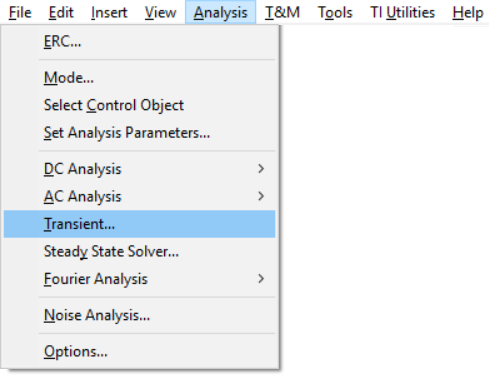 File Edit Insert View Analysis T&M Tools TI Utilities Help
ERC...
Mode...
Select Control Object
Set Analysis Parameters...
DC Analysis
AC Analysis
Transient...
Steady State Solver...
Fourier Analysis
Noise Analysis...
Options...